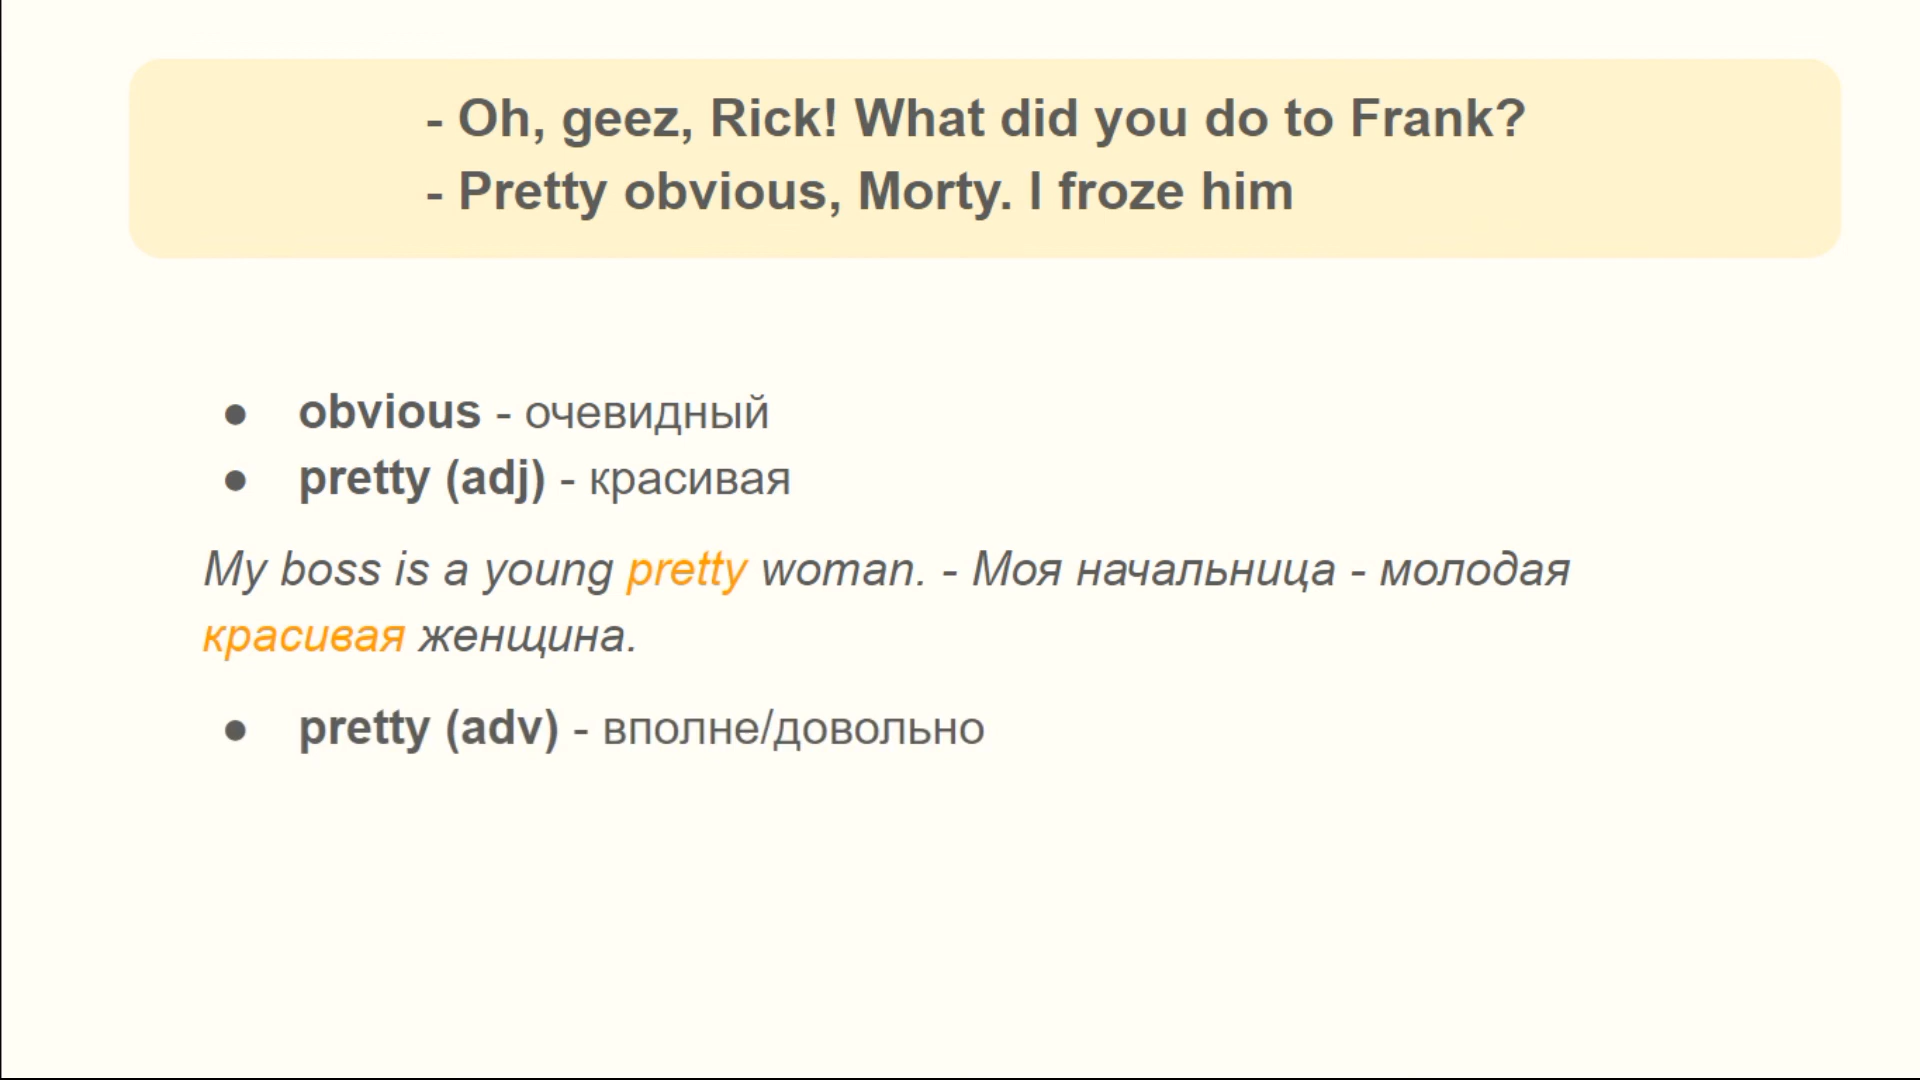 - Oh, geez, Rick! What did you do to Frank?
- Pretty obvious, Morty. I froze him
● obvious - очевидный
● pretty (adj) - красивая
My boss is a young pretty woman. - Моя начальница - молодая
красивая женщина.
● pretty (adv) - вполне/довольно